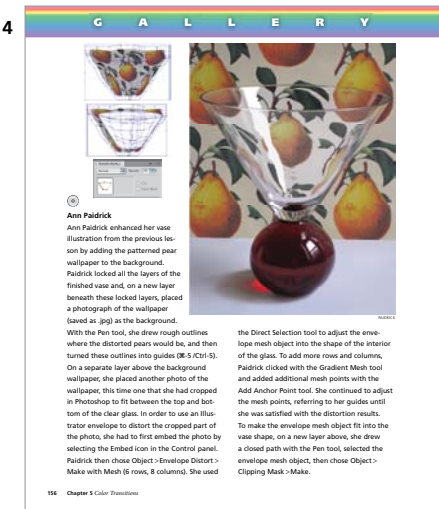 4
GALLERY
Ann Paidrick
Ann Paidrick enhanced her vase
illustration from the previous les-
son by adding the patterned pear
wallpaper to the background.
Paidrick locked all the layers of the
finished vase and, on a new layer
beneath these locked layers, placed
a photograph of the wallpaper
(saved as .jpg) as the background.
With the Pen tool, she drew rough outlines
where the distorted pears would be, and then
turned these outlines into guides (⌘-5 /Ctrl-5).
On a separate layer above the background
wallpaper, she placed another photo of the
wallpaper, this time one that she had cropped
in Photoshop to fit between the top and bot-
tom of the clear glass. In order to use an Illus-
trator envelope to distort the cropped part of
the photo, she had to first embed the photo by
selecting the Embed icon in the Control panel.
Paidrick then chose Object >Envelope Distort >
Make with Mesh (6 rows, 8 columns). She used
PAIDRICK
the Direct Selection tool to adjust the enve-
lope mesh object into the shape of the interior
of the glass. To add more rows and columns,
Paidrick clicked with the Gradient Mesh tool
and added additional mesh points with the
Add Anchor Point tool. She continued to adjust
the mesh points, referring to her guides until
she was satisfied with the distortion results.
To make the envelope mesh object fit into the
vase shape, on a new layer above, she drew
a closed path with the Pen tool, selected the
envelope mesh object, then chose Object >
Clipping Mask >Make.
156 Chapter 5 Color Transitions